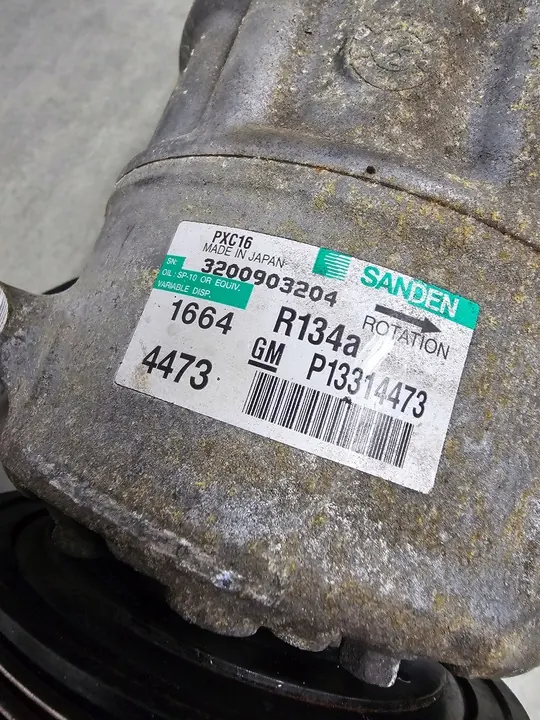 PXC16
MADE IN JAPAN
SN:
3200903204
SANDEN
OIL : SP-10 OR EQUIV.
VARIABLE DISP.
ROTATION
1664
R134a
4473
GM P13314473